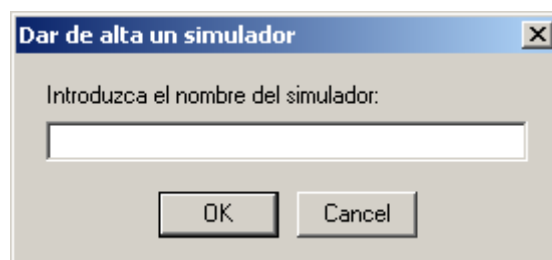 Dar de alta un simulador
Introduzca el nombre del simulador:
OK
Cancel